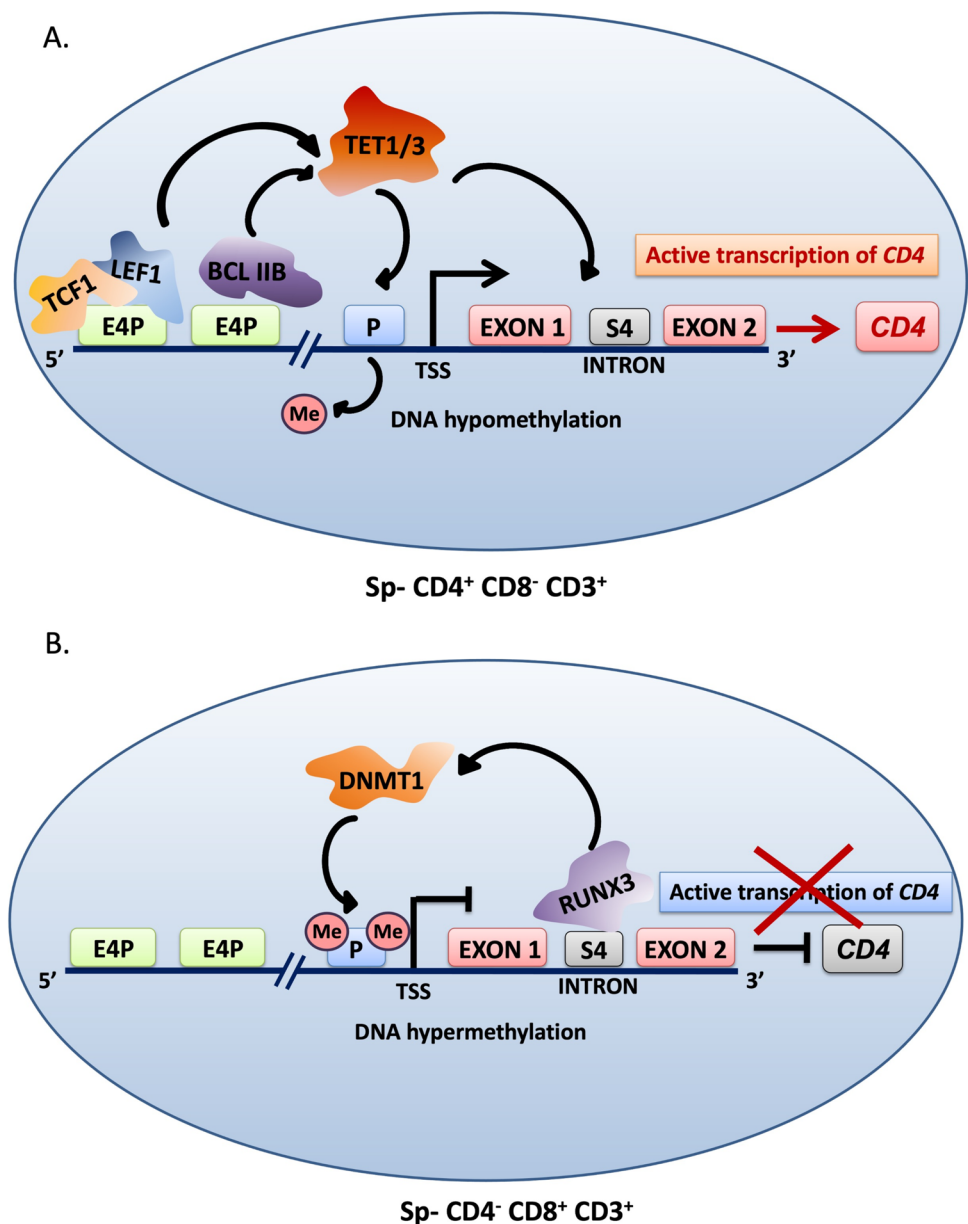 A.
TET1/3
TCF1
LEF1
BCL IIB
Active transcription of CD4
E4P
E4P
P
EXON 1
S4
EXON 2
CD4
5’
TSS
INTRON
3’
Me
DNA hypomethylation
Sp- CD4⁺ CD8⁻ CD3⁺
B.
DNMT1
RUNX3
Active transcription of CD4
Me
Me
E4P
E4P
P
EXON 1
S4
EXON 2
CD4
5’
TSS
INTRON
3’
DNA hypermethylation
Sp- CD4⁻ CD8⁺ CD3⁺